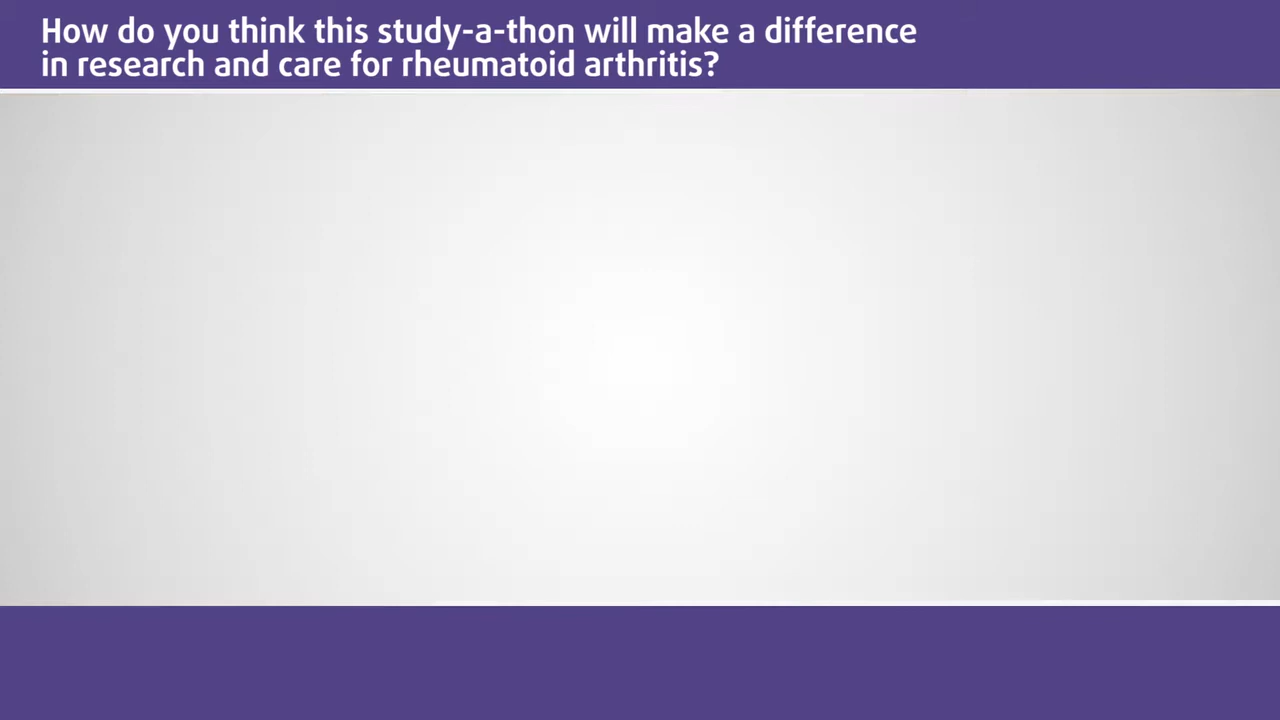 How do you think this study-a-thon will make a difference
in research and care for rheumatoid arthritis?